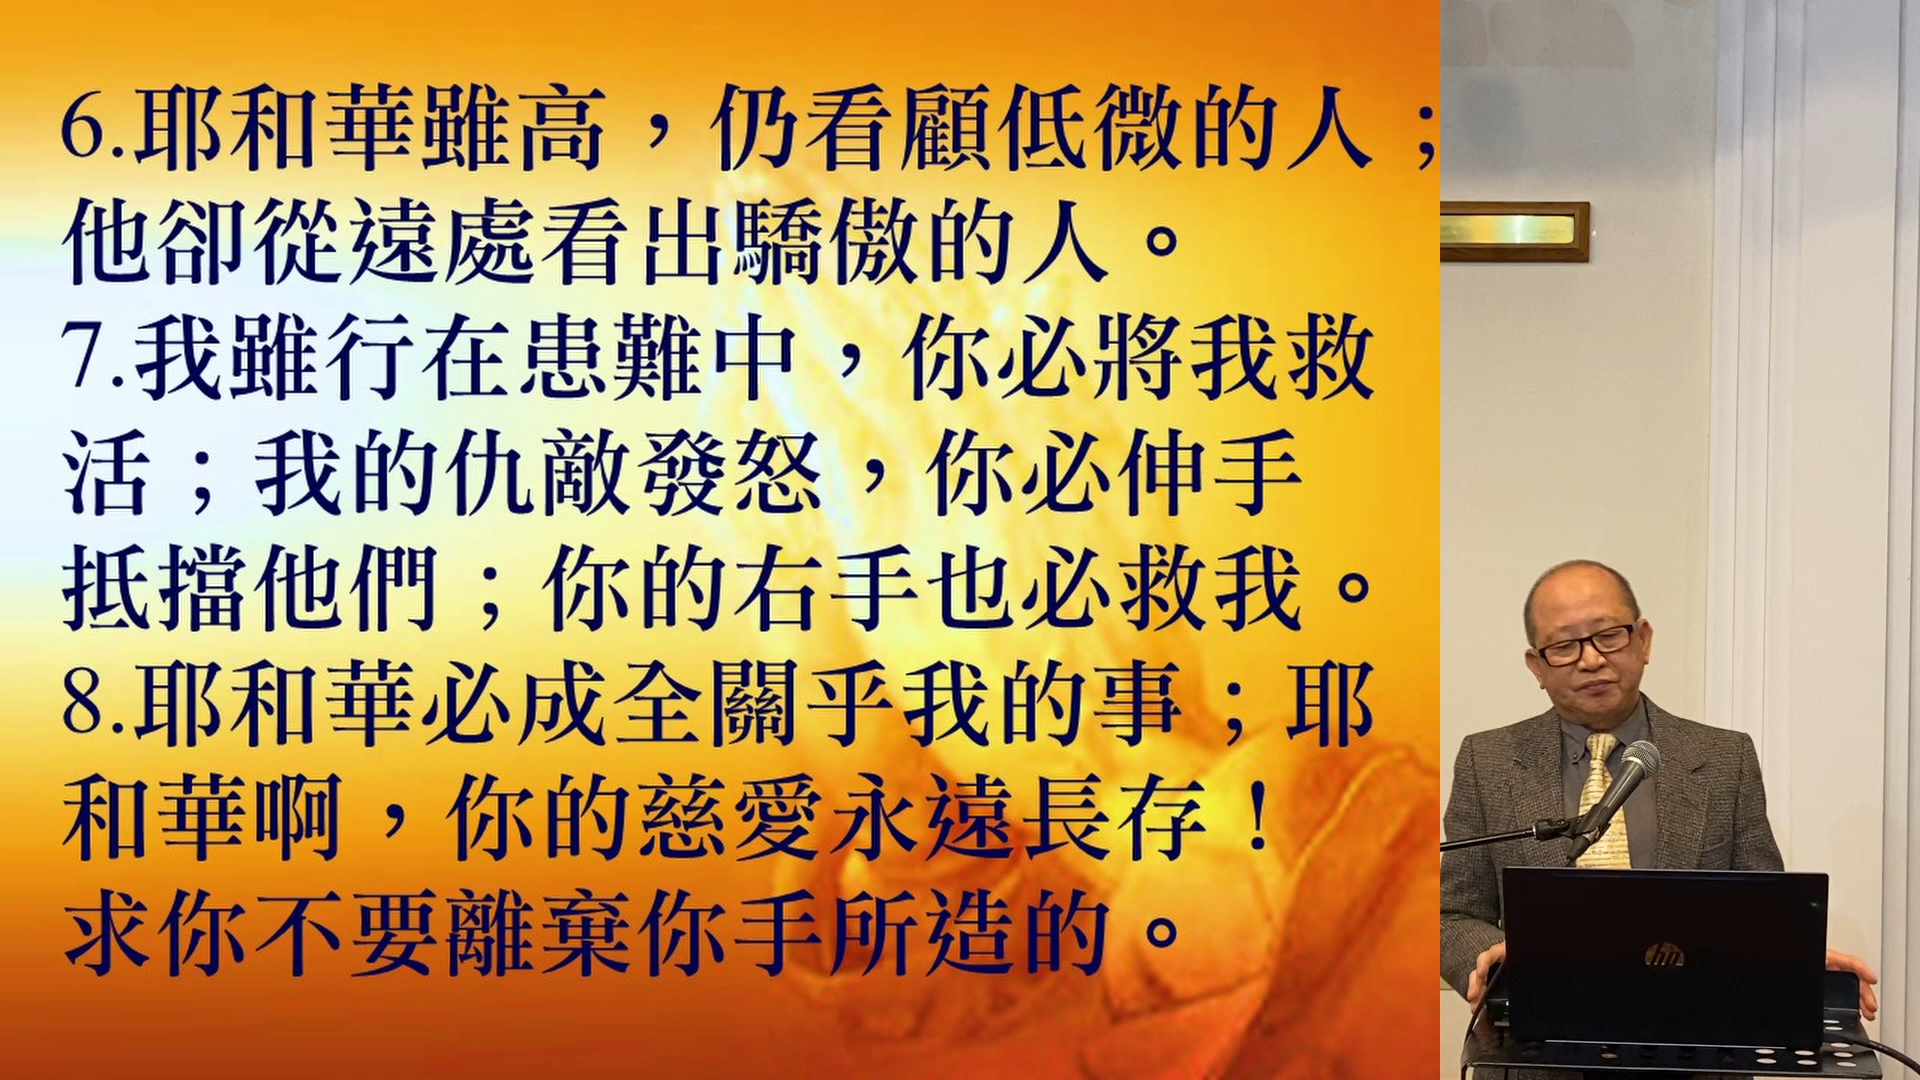 6.耶和華雖高，仍看顧低微的人；
他卻從遠處看出驕傲的人。
7.我雖行在患難中，你必將我救
活；我的仇敵發怒，你必伸手
抵擋他們；你的右手也必救我。
8.耶和華必成全關乎我的事；耶
和華啊，你的慈愛永遠長存！
求你不要離棄你手所造的。
hp